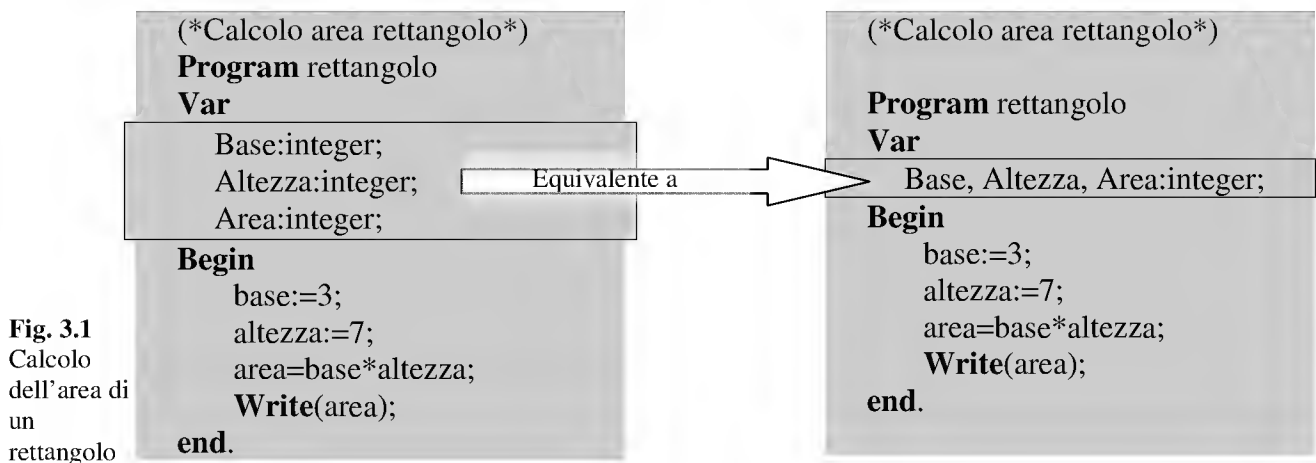 (*Calcolo area rettangolo*)
Program rettangolo
Var
Base:integer;
Altezza:integer;
Area:integer;
Begin
base:=3;
altezza:=7;
area=base*altezza;
Write(area);
end.
Equivalente a
(*Calcolo area rettangolo*)
Program rettangolo
Var
Base, Altezza, Area:integer;
Begin
base:=3;
altezza:=7;
area=base*altezza;
Write(area);
end.
Fig. 3.1
Calcolo
dell'area di
un
rettangolo